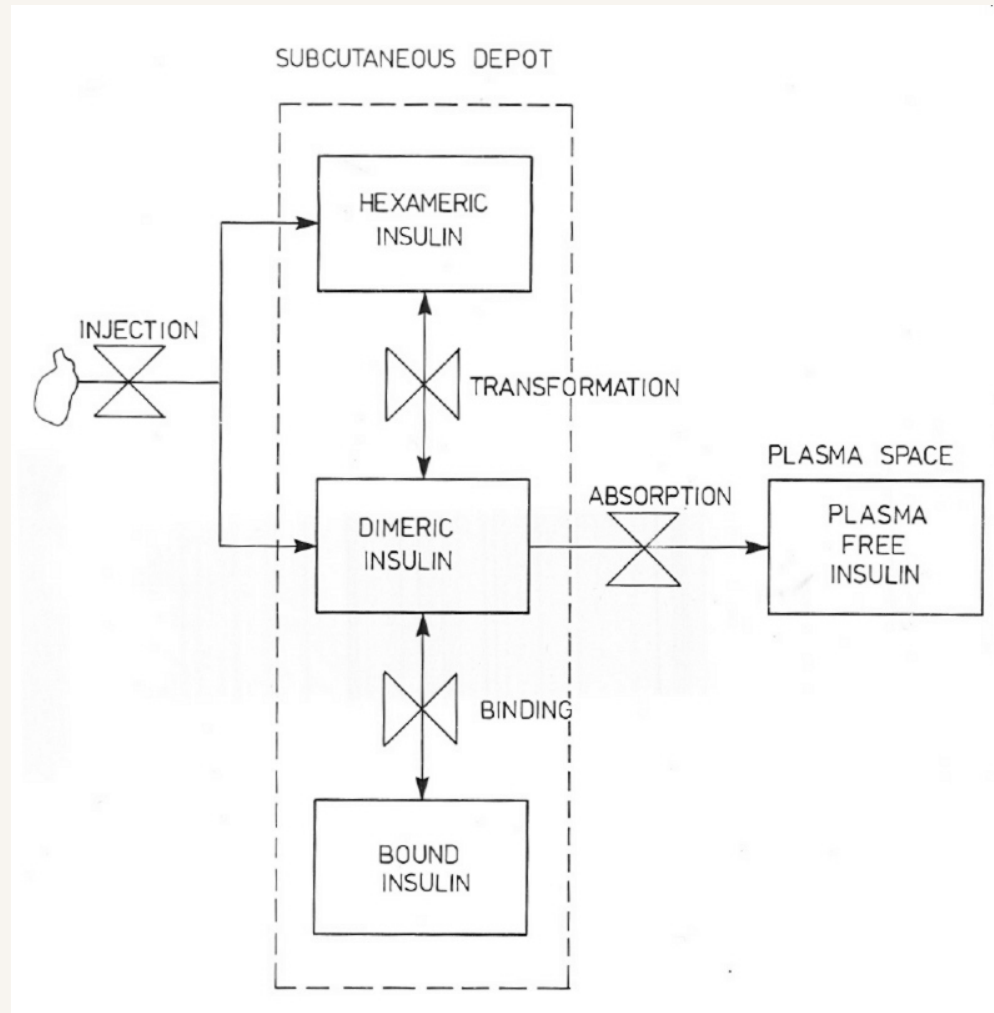 SUBCUTANEOUS DEPOT
HEXAMERIC
INSULIN
INJECTION
TRANSFORMATION
PLASMA SPACE
ABSORPTION
DIMERIC
INSULIN
PLASMA
FREE
INSULIN
BINDING
BOUND
INSULIN